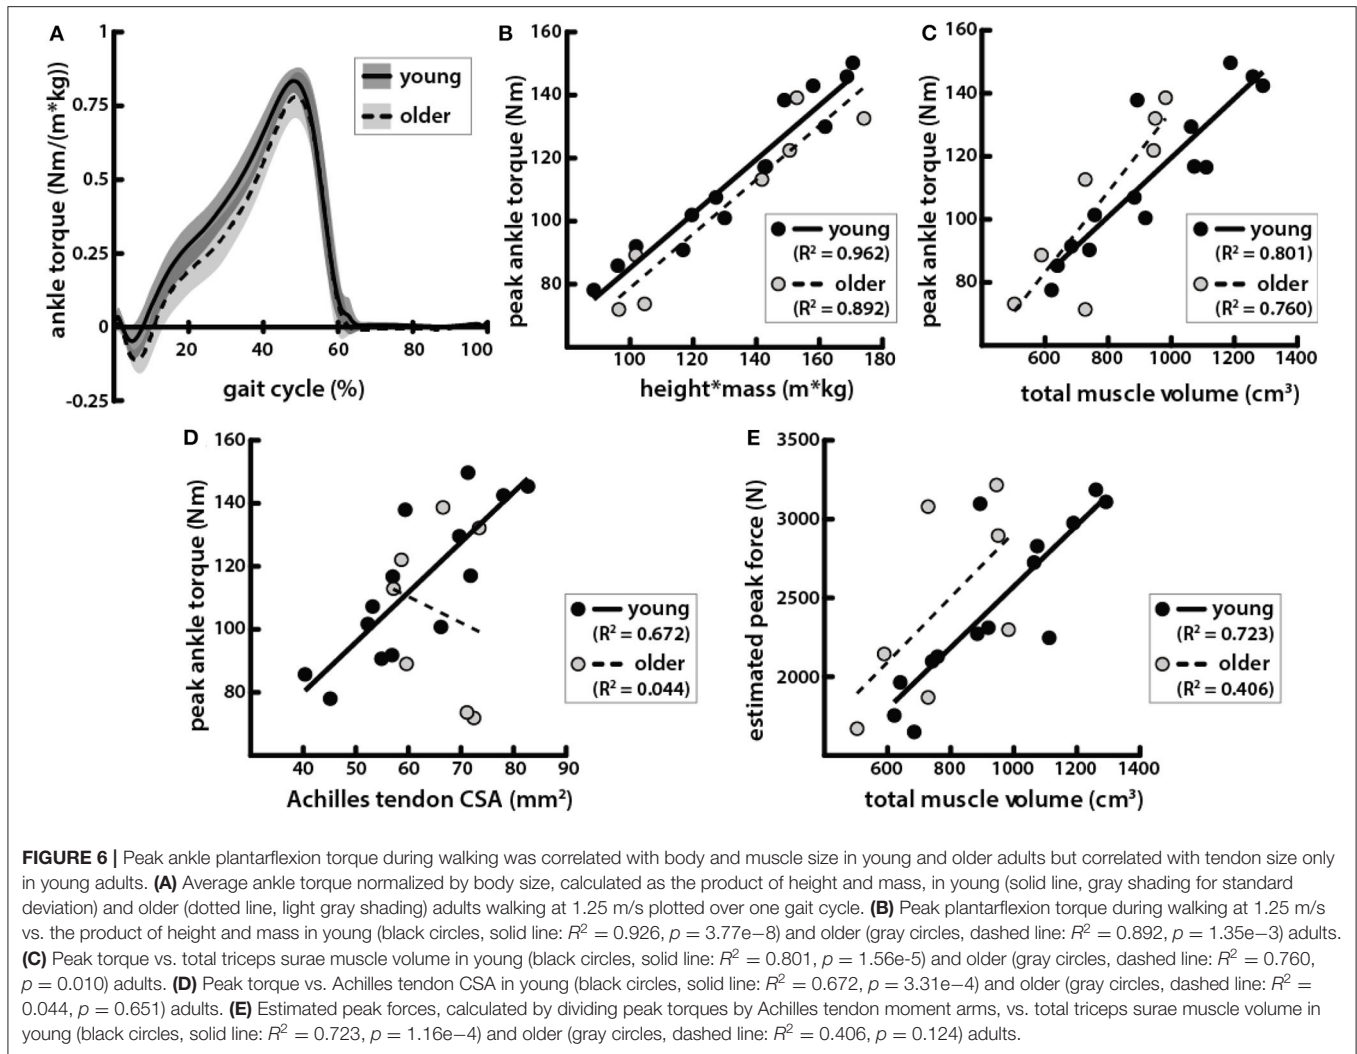 A
ankle torque (Nm/(m*kg))
1
0.75
0.5
0.25
0
-0.25
20
40
60
80
100
gait cycle (%)
young
older
B
peak ankle torque (Nm)
160
140
120
100
80
100
120
140
160
180
height*mass (m*kg)
young
(R² = 0.962)
older
(R² = 0.892)
C
peak ankle torque (Nm)
160
140
120
100
80
600
800
1000
1200
1400
total muscle volume (cm³)
young
(R² = 0.801)
older
(R² = 0.760)
D
peak ankle torque (Nm)
160
140
120
100
80
40
50
60
70
80
90
Achilles tendon CSA (mm²)
young
(R² = 0.672)
older
(R² = 0.044)
E
estimated peak force (N)
3500
3000
2500
2000
600
800
1000
1200
1400
total muscle volume (cm³)
young
(R² = 0.723)
older
(R² = 0.406)
FIGURE 6 | Peak ankle plantarflexion torque during walking was correlated with body and muscle size in young and older adults but correlated with tendon size only
in young adults. (A) Average ankle torque normalized by body size, calculated as the product of height and mass, in young (solid line, gray shading for standard
deviation) and older (dotted line, light gray shading) adults walking at 1.25 m/s plotted over one gait cycle. (B) Peak plantarflexion torque during walking at 1.25 m/s
vs. the product of height and mass in young (black circles, solid line: R² = 0.926, p = 3.77e−8) and older (gray circles, dashed line: R² = 0.892, p = 1.35e−3) adults.
(C) Peak torque vs. total triceps surae muscle volume in young (black circles, solid line: R² = 0.801, p = 1.56e-5) and older (gray circles, dashed line: R² = 0.760,
p = 0.010) adults. (D) Peak torque vs. Achilles tendon CSA in young (black circles, solid line: R² = 0.672, p = 3.31e−4) and older (gray circles, dashed line: R² =
0.044, p = 0.651) adults. (E) Estimated peak forces, calculated by dividing peak torques by Achilles tendon moment arms, vs. total triceps surae muscle volume in
young (black circles, solid line: R² = 0.723, p = 1.16e−4) and older (gray circles, dashed line: R² = 0.406, p = 0.124) adults.